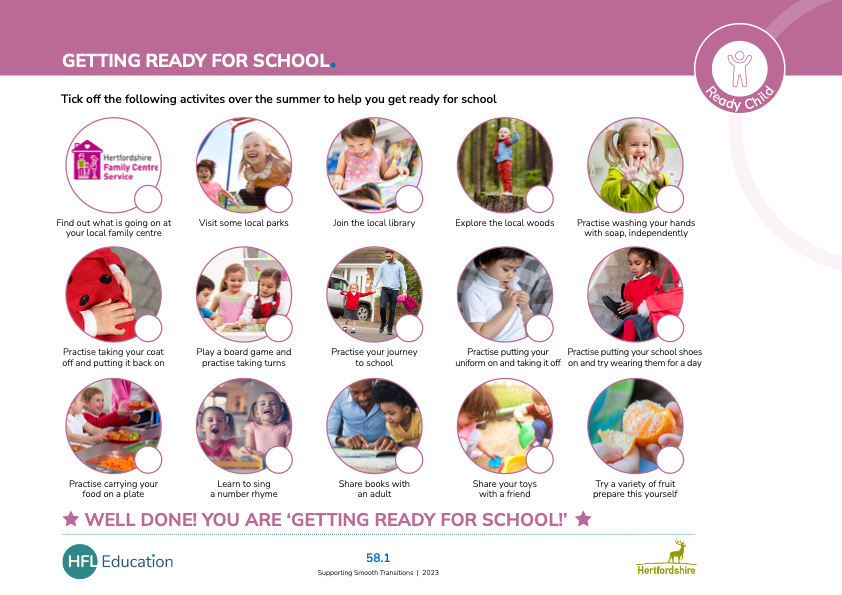 GETTING READY FOR SCHOOL.
Ready Child
Tick off the following activites over the summer to help you get ready for school
Hertfordshire
Family Centre
Service
Find out what is going on at
your local family centre
Visit some local parks
Join the local library
Explore the local woods
Practise washing your hands
with soap, independently
Practise taking your coat
off and putting it back on
Play a board game and
practise taking turns
Practise your journey
to school
Practise putting your
uniform on and taking it off
Practise putting your school shoes
on and try wearing them for a day
Practise carrying your
food on a plate
Learn to sing
a number rhyme
Share books with
an adult
Share your toys
with a friend
Try a variety of fruit
prepare this yourself
WELL DONE! YOU ARE ‘GETTING READY FOR SCHOOL!’
HFL Education
58.1
Supporting Smooth Transitions | 2023
Hertfordshire